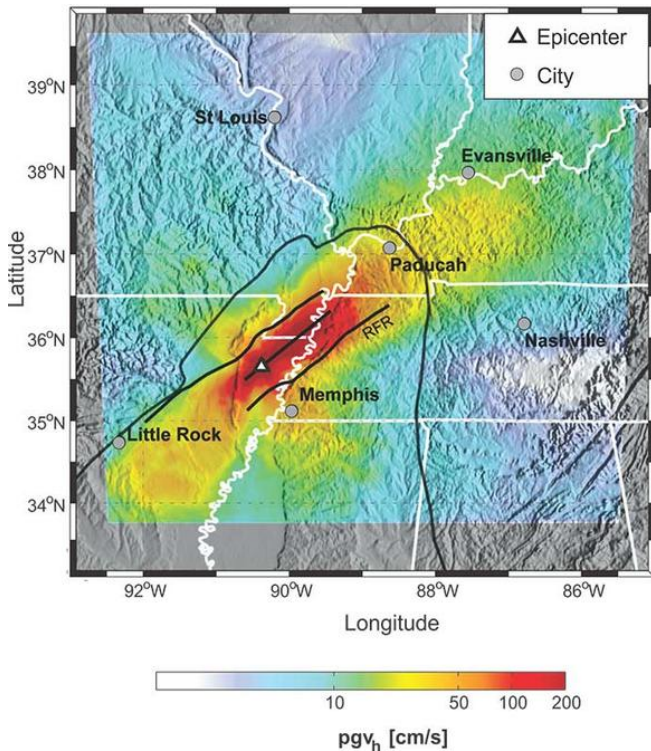 Epicenter
City
39°N
38°N
37°N
36°N
35°N
34°N
Latitude
St Louis
Evansville
Paducah
RFR
Nashville
Memphis
Little Rock
92°W
90°W
88°W
86°W
Longitude
10
50
100
200
pgv_h [cm/s]